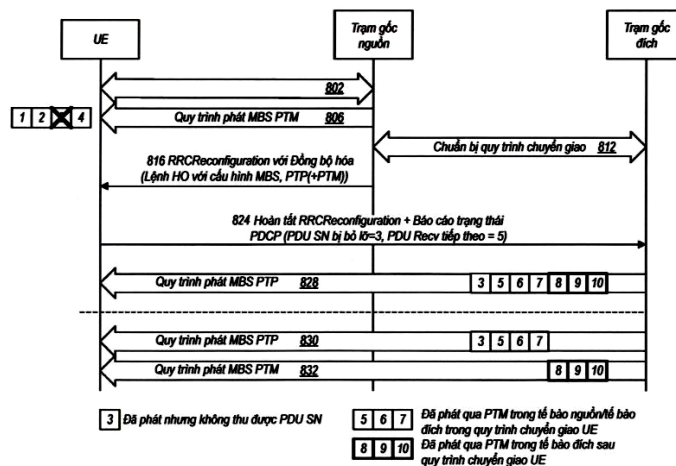 UE
Trạm gốc
nguồn
Trạm gốc
đích
802
1 2 3 4
Quy trình phát MBS PTM 806
Chuẩn bị quy trình chuyển giao 812
816 RRCReconfiguration với Đồng bộ hóa
(Lệnh HO với cấu hình MBS, PTP(+PTM))
824 Hoàn tất RRCReconfiguration + Báo cáo trạng thái
PDCP (PDU SN bị bỏ lỡ=3, PDU Recv tiếp theo = 5)
Quy trình phát MBS PTP 828 3 5 6 7 8 9 10
Quy trình phát MBS PTP 830 3 5 6 7
Quy trình phát MBS PTM 832 8 9 10
3 Đã phát nhưng không thu được PDU SN
5 6 7 Đã phát qua PTM trong tế bào nguồn/tế bào
đích trong quy trình chuyển giao UE
8 9 10 Đã phát qua PTM trong tế bào đích sau
quy trình chuyển giao UE